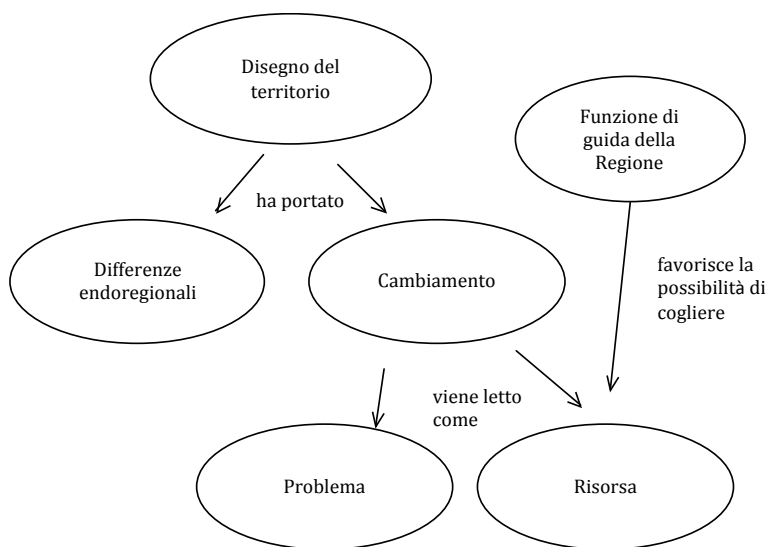 Disegno del
territorio
Funzione di
guida della
Regione
ha portato
Differenze
endoregionali
Cambiamento
favorisce la
possibilità di
cogliere
viene letto
come
Problema
Risorsa